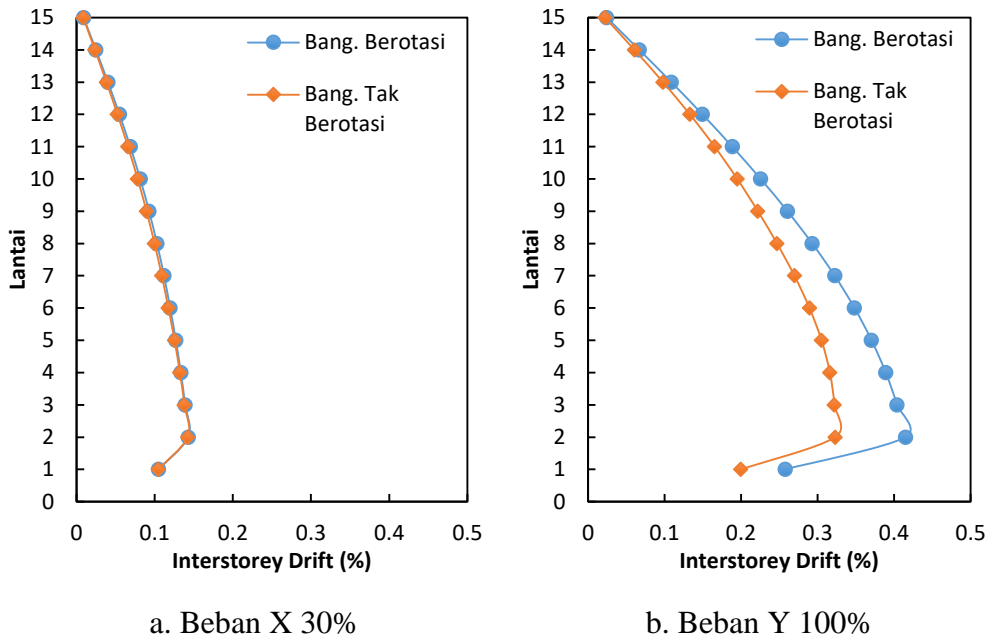 15
14
13
12
11
10
9
8
7
6
5
4
3
2
1
0
Lantai
Bang. Berotasi
Bang. Tak
Berotasi
0 0.1 0.2 0.3 0.4 0.5
Interstorey Drift (%)
a. Beban X 30%
15
14
13
12
11
10
9
8
7
6
5
4
3
2
1
0
Lantai
Bang. Berotasi
Bang. Tak
Berotasi
0 0.1 0.2 0.3 0.4 0.5
Interstorey Drift (%)
b. Beban Y 100%